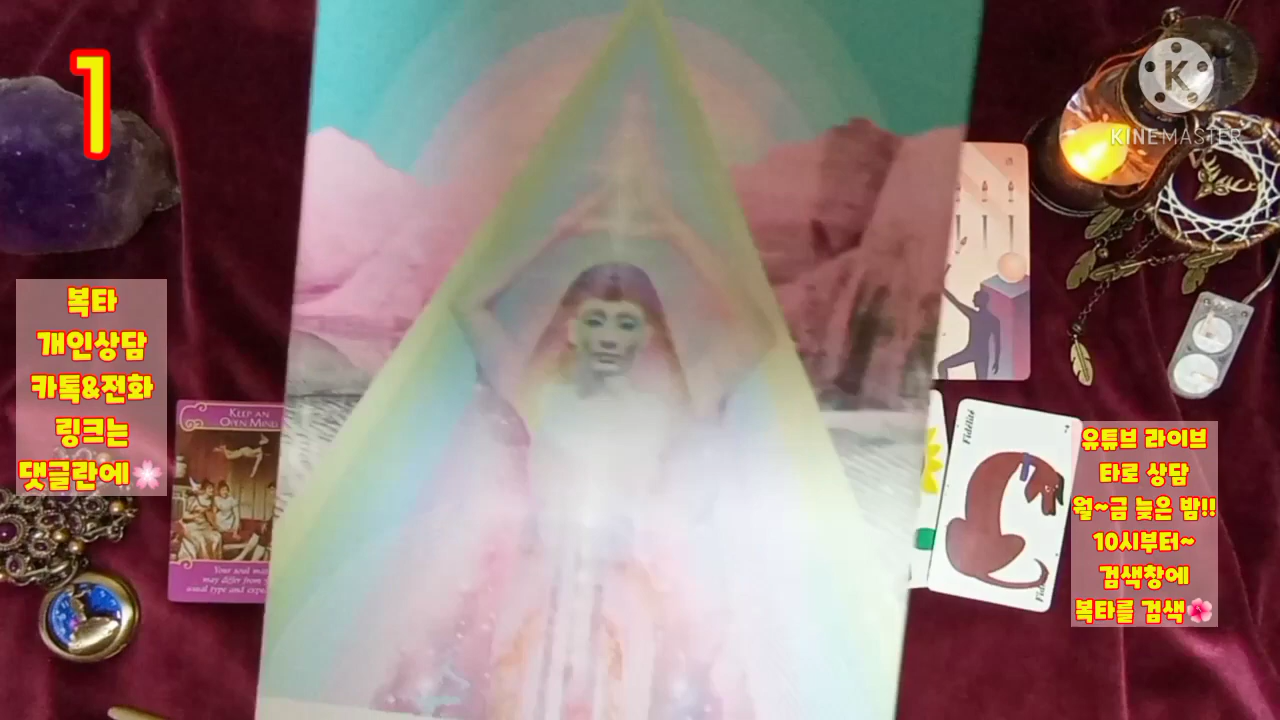 1
복타
개인상담
카톡&전화
링크는
댓글란에🌸
KEEP AN
OPEN MIND
Your soul mat
may differ from
usual type and expe
K
KINEMASTER
Fidélité
유튜브 라이브
타로 상담
월~금 늦은 밤!!
10시부터~
검색창에
복타를 검색🌺